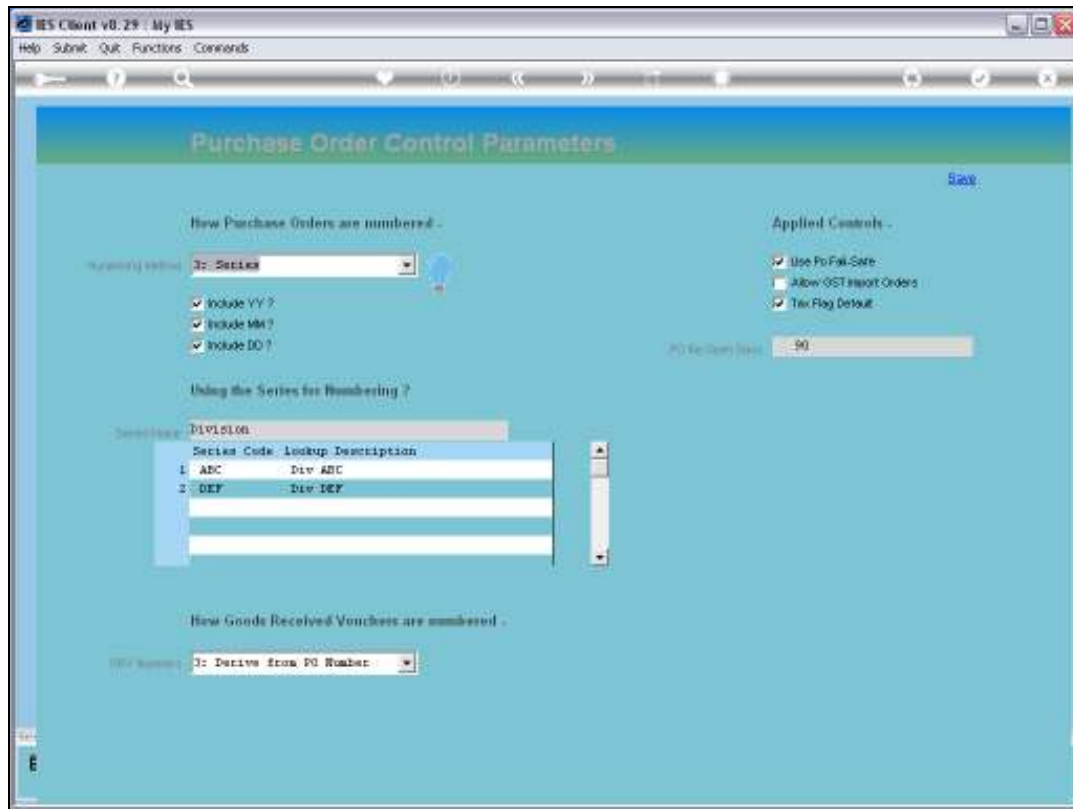 IES Client v8.29 : My IES
Help Submit Quit Functions Commands
Purchase Order Control Parameters
Save
How Purchase Orders are numbered -
Applied Controls -
Numbering Method 3: Series
Use Po Fail-Safe
Allow GST Import Orders
Include YY ?
Tax Flag Default
Include MM ?
Include DD ?
90
Using the Series for Numbering ?
Division
Series Code Lookup Description
1 ABC Div ABC
2 DEF Div DEF
How Goods Received Vouchers are numbered -
3: Derive from PO Number